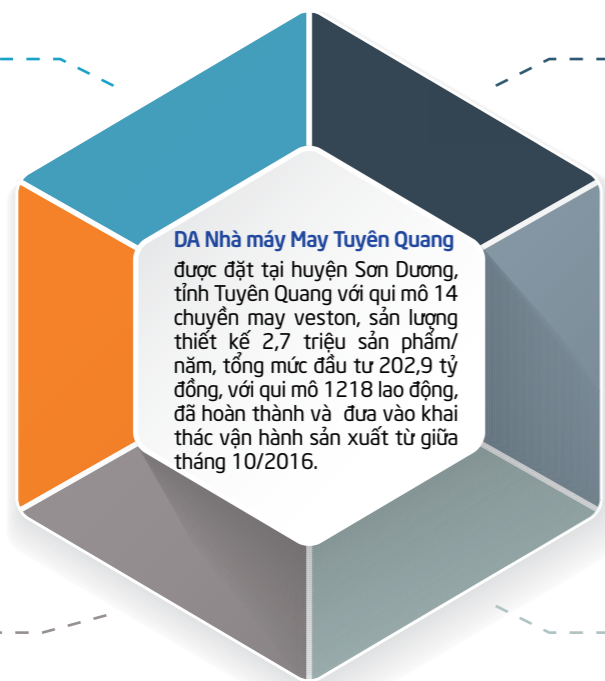 DA Nhà máy May Tuyên Quang
được đặt tại huyện Sơn Dương,
tỉnh Tuyên Quang với qui mô 14
chuyền may veston, sản lượng
thiết kế 2,7 triệu sản phẩm/
năm, tổng mức đầu tư 202,9 tỷ
đồng, với qui mô 1218 lao động,
đã hoàn thành và đưa vào khai
thác vận hành sản xuất từ giữa
tháng 10/2016.